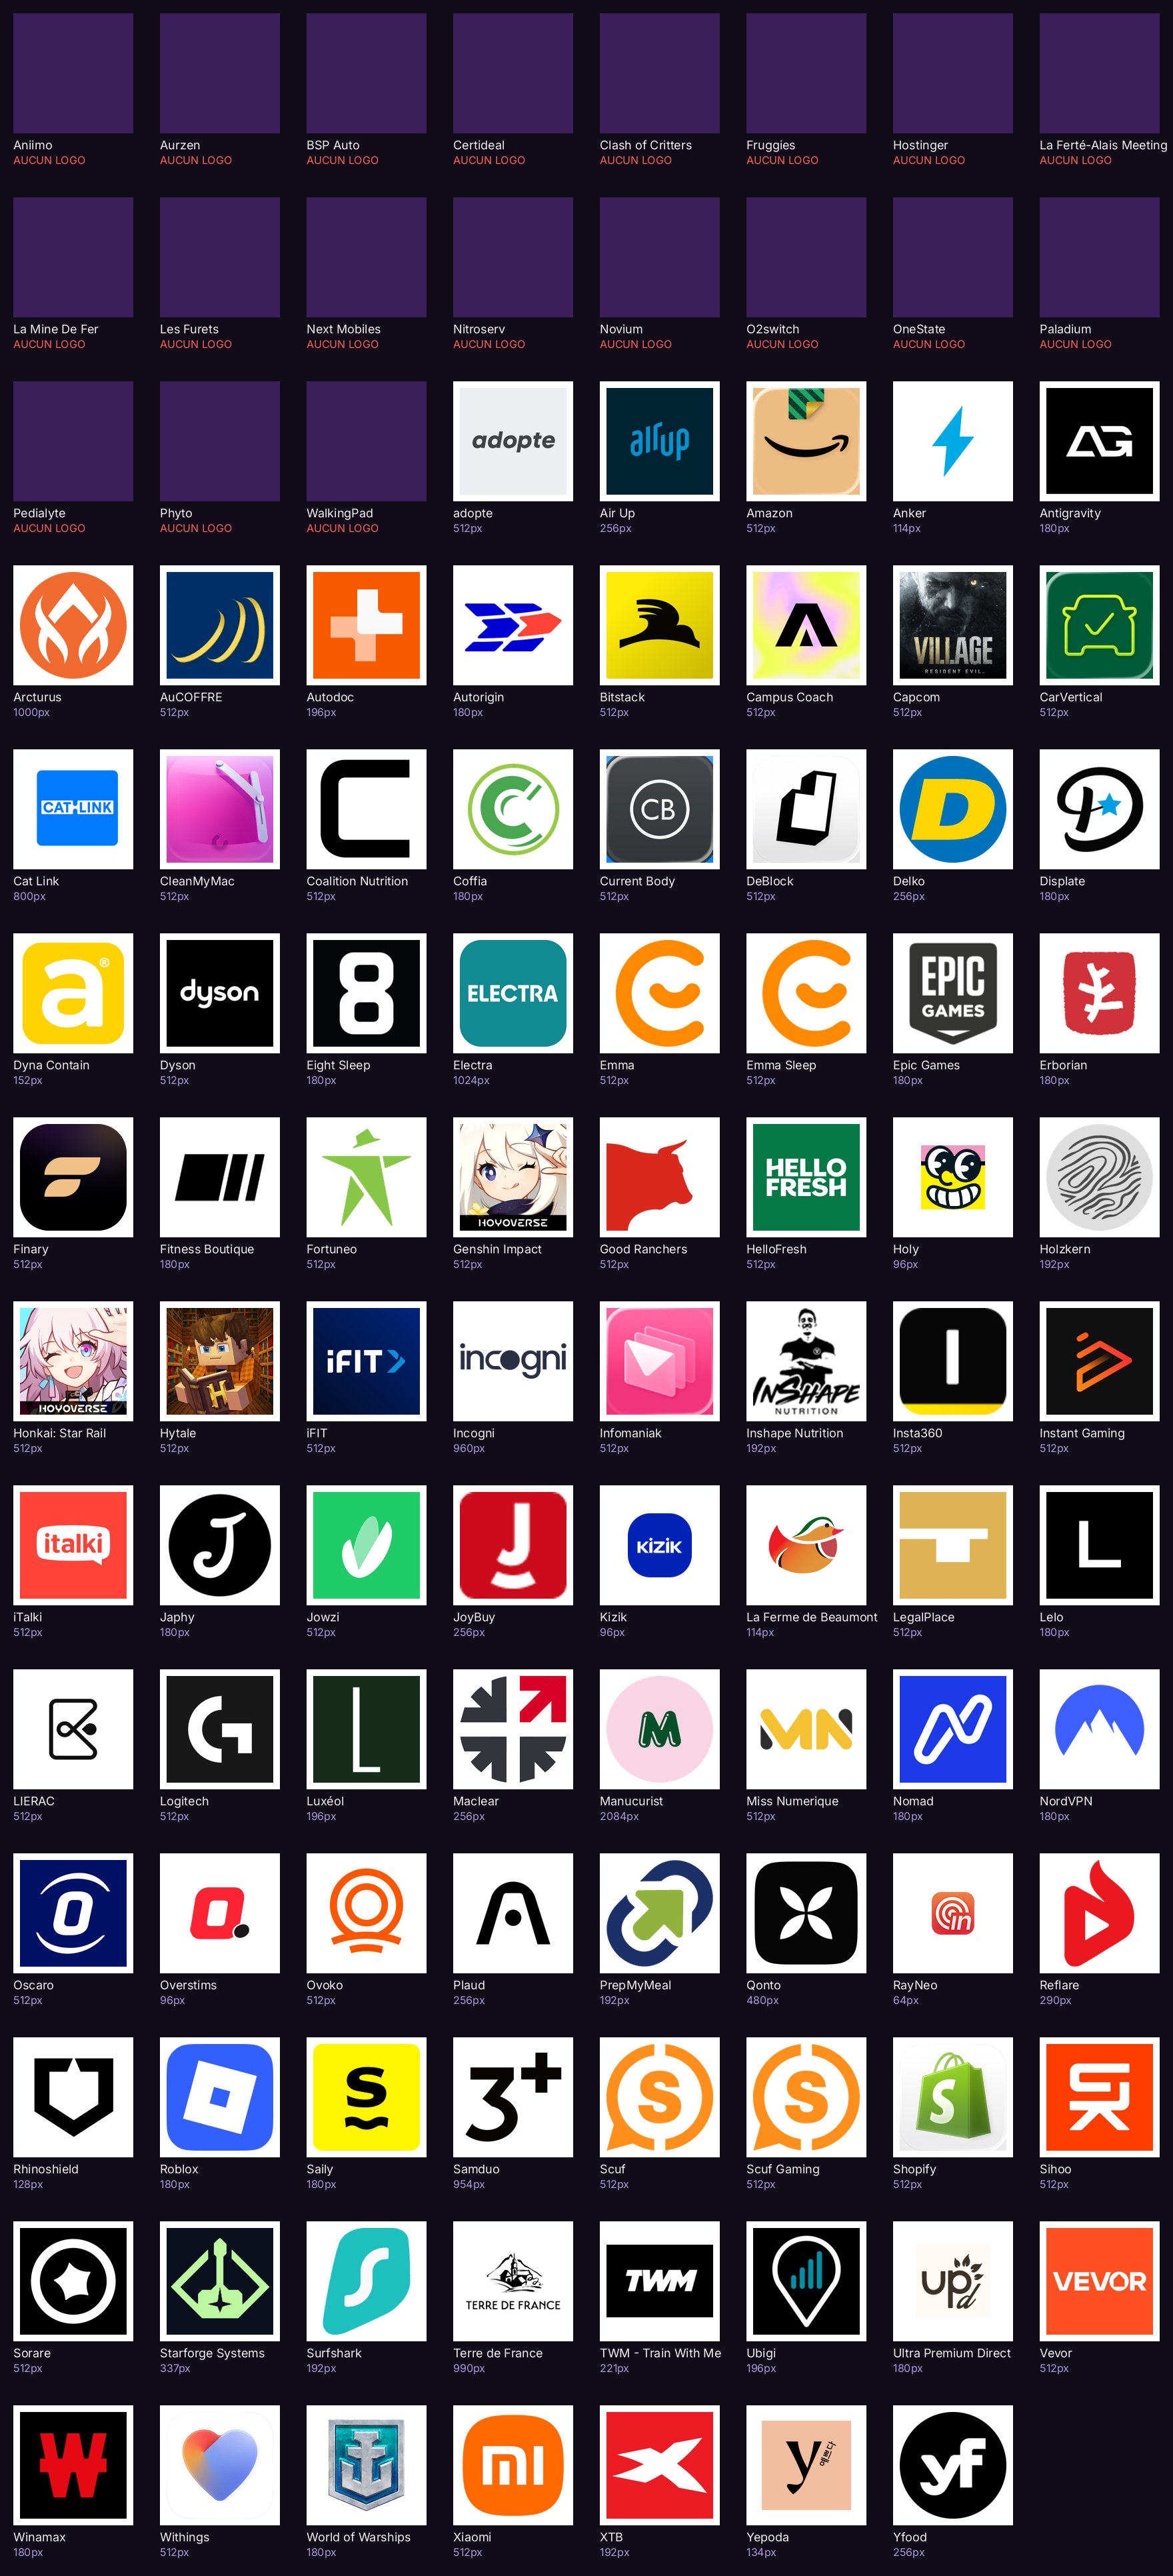 Aniimo Aurzen BSP Auto Certideal Clash of Critters Fruggies Hostinger La Ferté-Alais Meeting
AUCUN LOGO AUCUN LOGO AUCUN LOGO AUCUN LOGO AUCUN LOGO AUCUN LOGO AUCUN LOGO AUCUN LOGO
La Mine De Fer Les Furets Next Mobiles Nitroserv Novium O2switch OneState Paladium
AUCUN LOGO AUCUN LOGO AUCUN LOGO AUCUN LOGO AUCUN LOGO AUCUN LOGO AUCUN LOGO AUCUN LOGO
adopte airup AG
Pedialyte Phyto WalkingPad adopte Air Up Amazon Anker Antigravity
AUCUN LOGO AUCUN LOGO AUCUN LOGO 512px 256px 512px 114px 180px
VILLAGE
RESIDENT EVIL
Arcturus AuCOFFRE Autodoc Autorigin Bitstack Campus Coach Capcom CarVertical
1000px 512px 196px 180px 512px 512px 512px 512px
CAT LINK C CB D D
Cat Link CleanMyMac Coalition Nutrition Coffia Current Body DeBlock Delko Displate
800px 512px 512px 180px 512px 512px 256px 180px
a® dyson 8 ELECTRA EPIC
GAMES
Dyna Contain Dyson Eight Sleep Electra Emma Emma Sleep Epic Games Erborian
152px 512px 180px 1024px 512px 512px 180px 180px
HOYOVERSE HELLO
FRESH
Finary Fitness Boutique Fortuneo Genshin Impact Good Ranchers HelloFresh Holy Holzkern
512px 180px 512px 512px 512px 512px 96px 192px
HOYOVERSE H iFIT incogni INSHAPE
NUTRITION
Honkai: Star Rail Hytale iFIT Incogni Infomaniak Inshape Nutrition Insta360 Instant Gaming
512px 512px 512px 960px 512px 192px 512px 512px
italki J J KiZiK L
iTalki Japhy Jowzi JoyBuy Kizik La Ferme de Beaumont LegalPlace Lelo
512px 180px 512px 256px 96px 114px 512px 180px
G L M MN N
LIERAC Logitech Luxéol Maclear Manucurist Miss Numerique Nomad NordVPN
512px 512px 196px 256px 2084px 512px 180px 180px
O in
Oscaro Overstims Ovoko Plaud PrepMyMeal Qonto RayNeo Reflare
512px 96px 512px 256px 192px 480px 64px 290px
s 3+ S S S
Rhinoshield Roblox Saily Samduo Scuf Scuf Gaming Shopify Sihoo
128px 180px 180px 954px 512px 512px 512px 512px
S TERRE DE FRANCE TWM upd VEVOR
Sorare Starforge Systems Surfshark Terre de France TWM - Train With Me Ubigi Ultra Premium Direct Vevor
512px 337px 192px 990px 221px 196px 180px 512px
W mi X y 예쁘다 yf
Winamax Withings World of Warships Xiaomi XTB Yepoda Yfood
180px 512px 180px 512px 192px 134px 256px